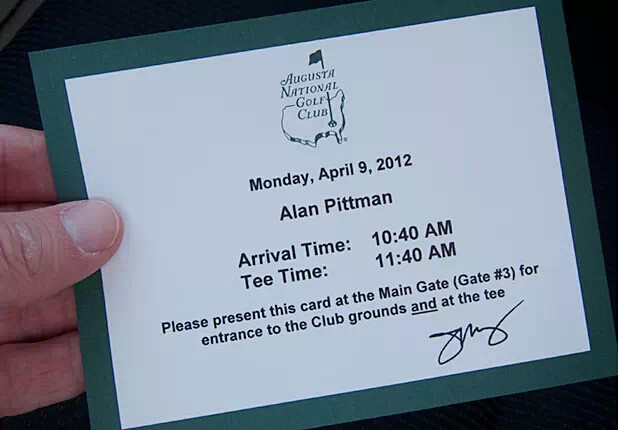 AUGUSTA
NATIONAL
GOLF
CLUB
Monday, April 9, 2012
Alan Pittman
Arrival Time: 10:40 AM
Tee Time: 11:40 AM
Please present this card at the Main Gate (Gate #3) for
entrance to the Club grounds and at the tee